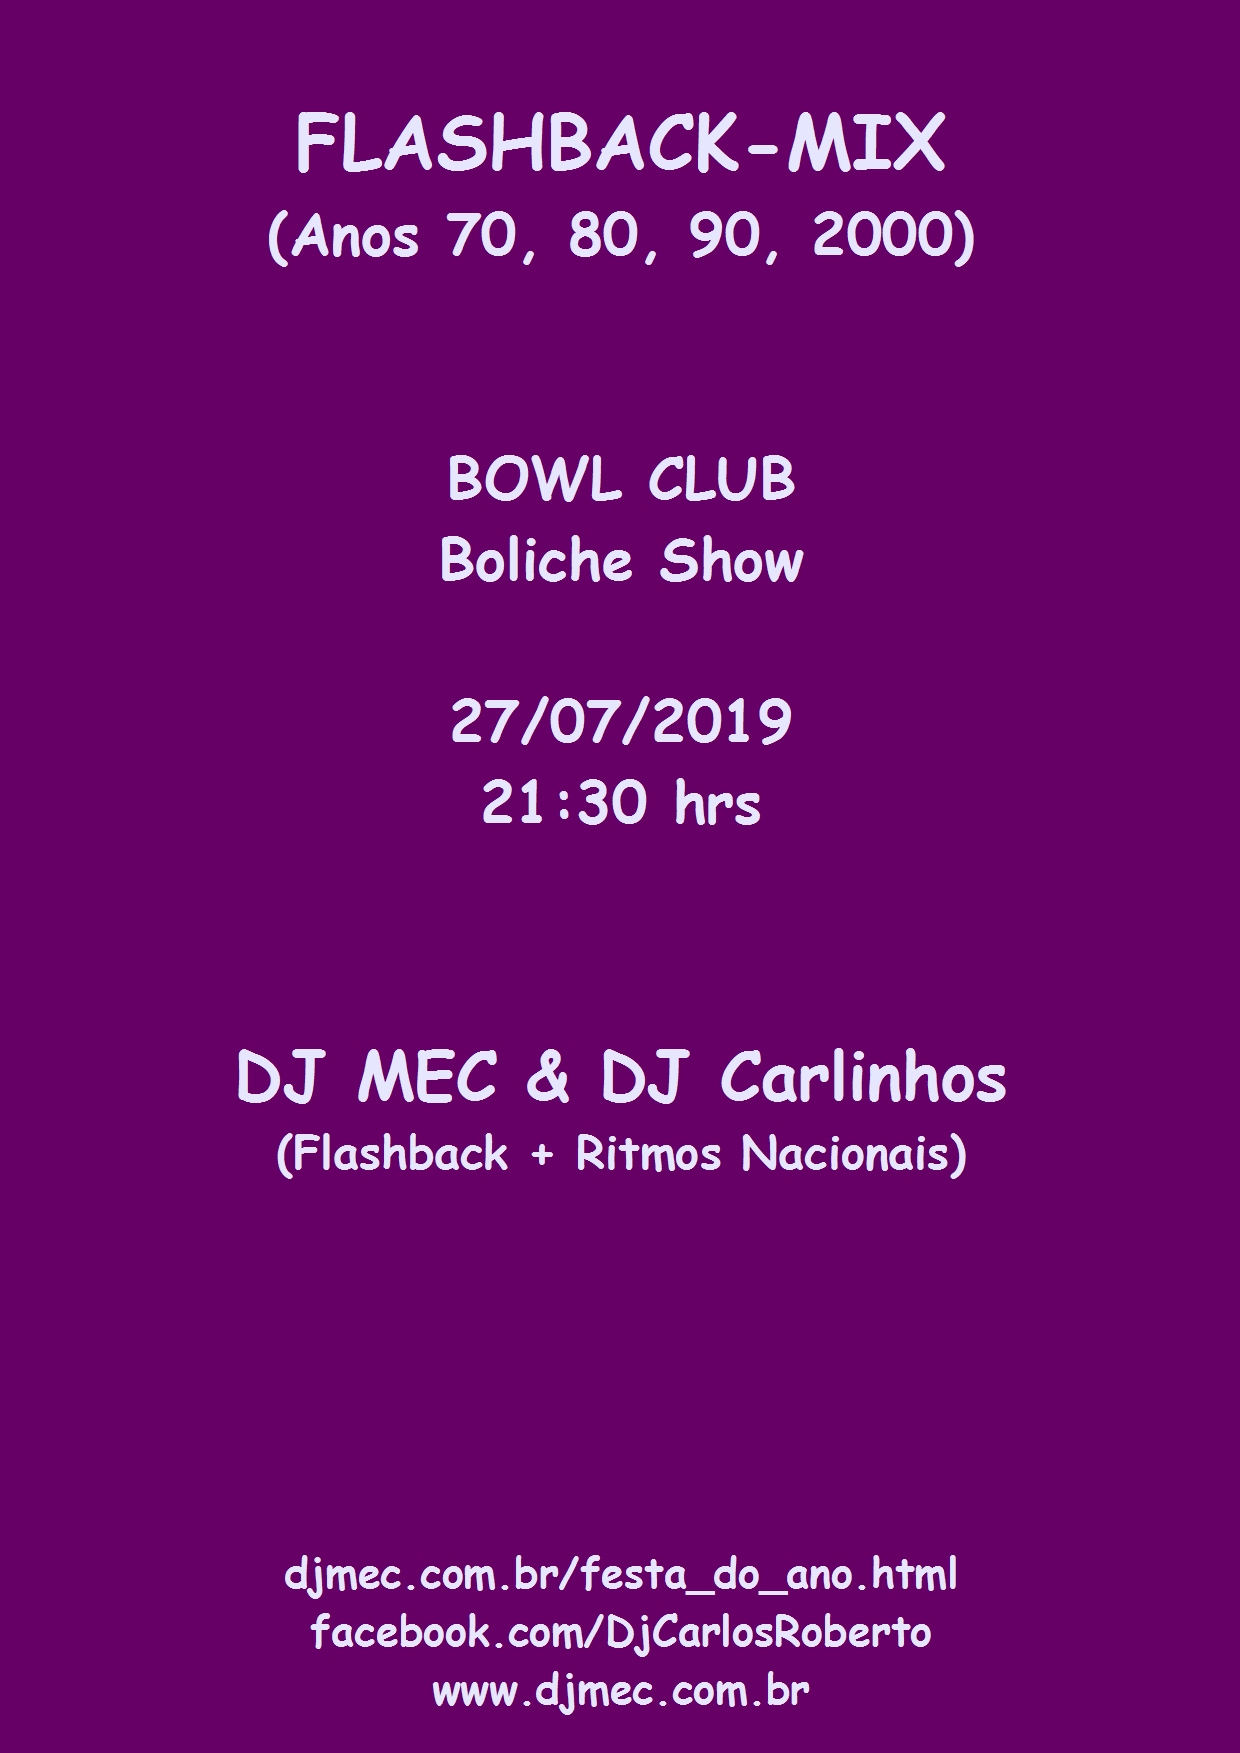 FLASHBACK-MIX
(Anos 70, 80, 90, 2000)
BOWL CLUB
Boliche Show
27/07/2019
21:30 hrs
DJ MEC & DJ Carlinhos
(Flashback + Ritmos Nacionais)
djmec.com.br/festa_do_ano.html
facebook.com/DjCarlosRoberto
www.djmec.com.br